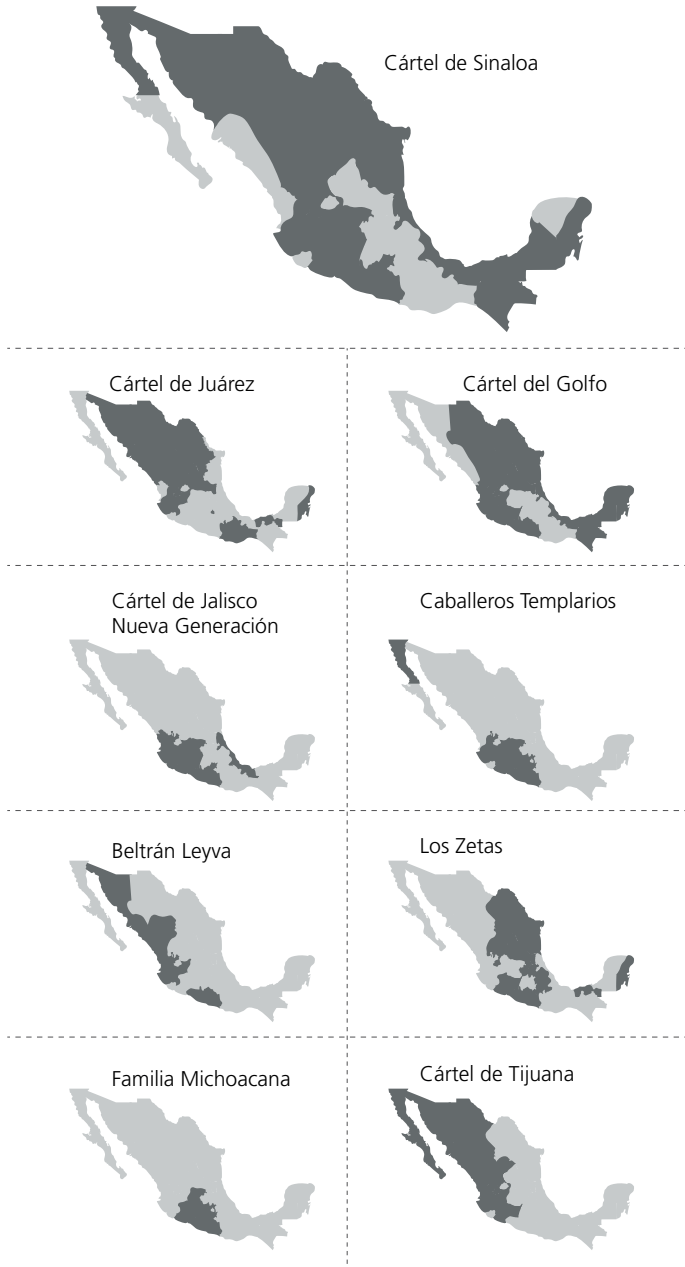 Cártel de Sinaloa
Cártel de Juárez
Cártel del Golfo
Cártel de Jalisco
Nueva Generación
Caballeros Templarios
Beltrán Leyva
Los Zetas
Familia Michoacana
Cártel de Tijuana